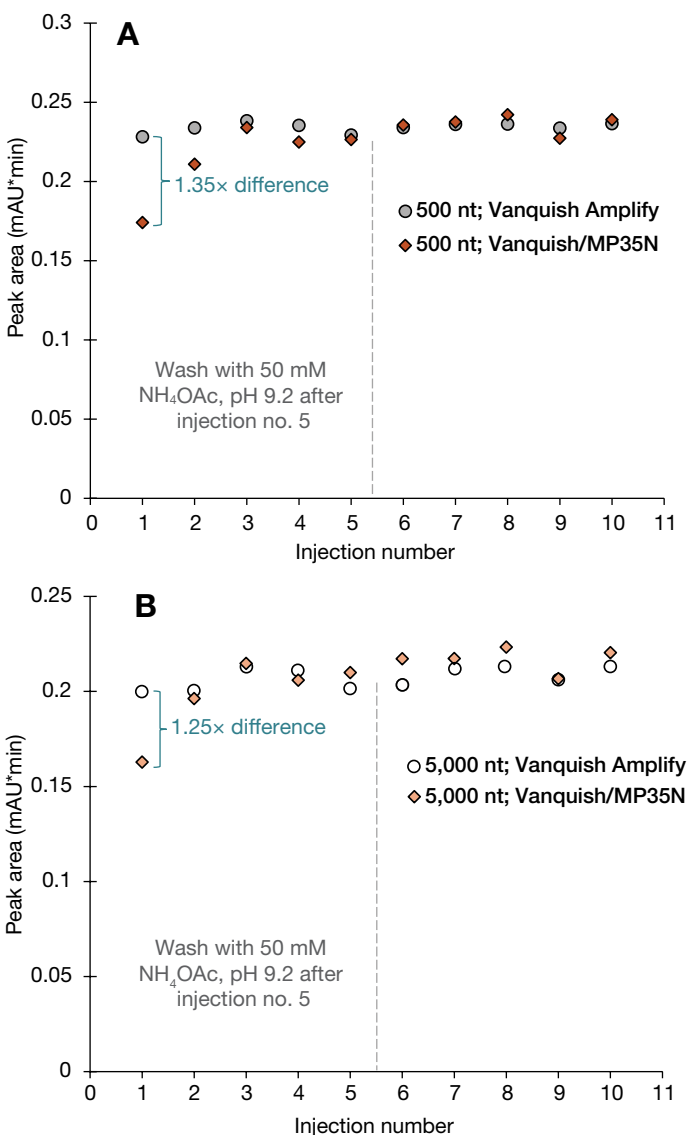 A
0.3
0.25
0.2
0.15
0.1
0.05
0
Peak area (mAU*min)
1.35× difference
500 nt; Vanquish Amplify
500 nt; Vanquish/MP35N
Wash with 50 mM
NH₄OAc, pH 9.2 after
injection no. 5
0 1 2 3 4 5 6 7 8 9 10 11
Injection number
B
0.25
0.2
0.15
0.1
0.05
0
Peak area (mAU*min)
1.25× difference
5,000 nt; Vanquish Amplify
5,000 nt; Vanquish/MP35N
Wash with 50 mM
NH₄OAc, pH 9.2 after
injection no. 5
0 1 2 3 4 5 6 7 8 9 10 11
Injection number